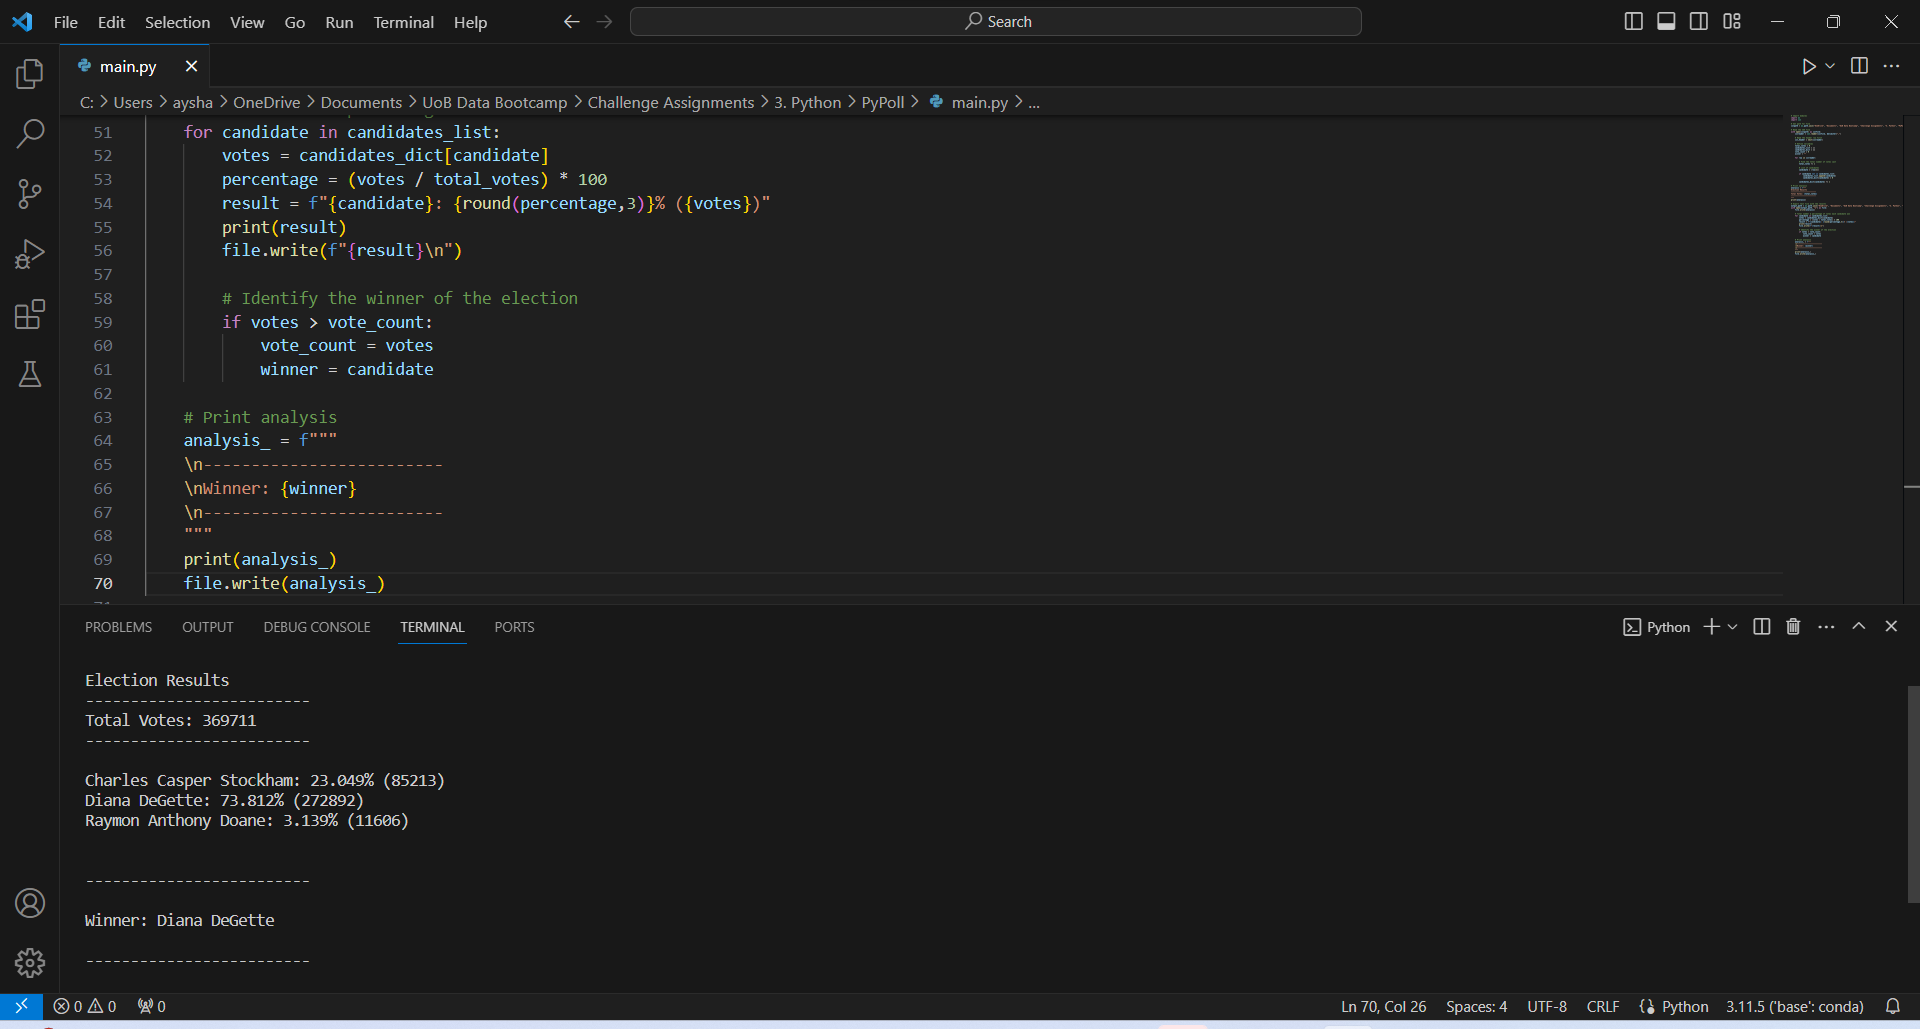 File Edit Selection View Go Run Terminal Help Search
main.py
C: > Users > aysha > OneDrive > Documents > UoB Data Bootcamp > Challenge Assignments > 3. Python > PyPoll > main.py > ...
51 for candidate in candidates_list:
52 votes = candidates_dict[candidate]
53 percentage = (votes / total_votes) * 100
54 result = f"{candidate}: {round(percentage,3)}% ({votes})"
55 print(result)
56 file.write(f"{result}\n")
57
58 # Identify the winner of the election
59 if votes > vote_count:
60 vote_count = votes
61 winner = candidate
62
63 # Print analysis
64 analysis_ = f"""
65 \n-------------------------
66 \nWinner: {winner}
67 \n-------------------------
68 """
69 print(analysis_)
70 file.write(analysis_)
PROBLEMS OUTPUT DEBUG CONSOLE TERMINAL PORTS Python
Election Results
-------------------------
Total Votes: 369711
-------------------------
Charles Casper Stockham: 23.049% (85213)
Diana DeGette: 73.812% (272892)
Raymon Anthony Doane: 3.139% (11606)
-------------------------
Winner: Diana DeGette
-------------------------
0 0 0 Ln 70, Col 26 Spaces: 4 UTF-8 CRLF Python 3.11.5 ('base': conda)